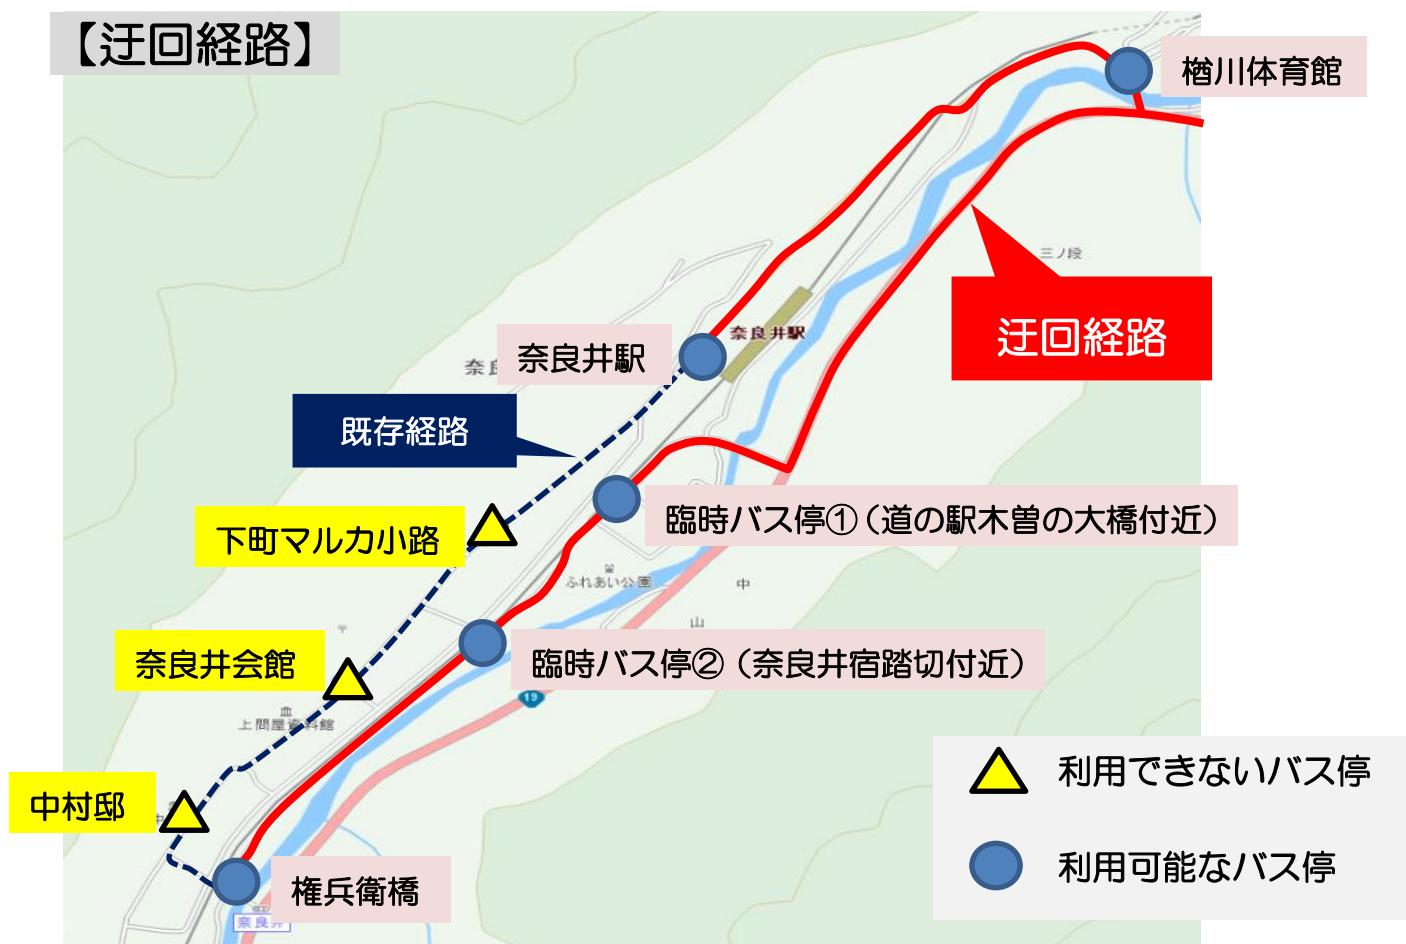 【迂回経路】
楢川体育館
三ノ段
迂回経路
奈良井駅
奈良井駅
既存経路
臨時バス停①（道の駅木曽の大橋付近）
下町マルカ小路
ふれあい公園
中
山
奈良井会館
臨時バス停②（奈良井宿踏切付近）
19
上問屋資料館
中村邸
権兵衛橋
利用できないバス停
利用可能なバス停